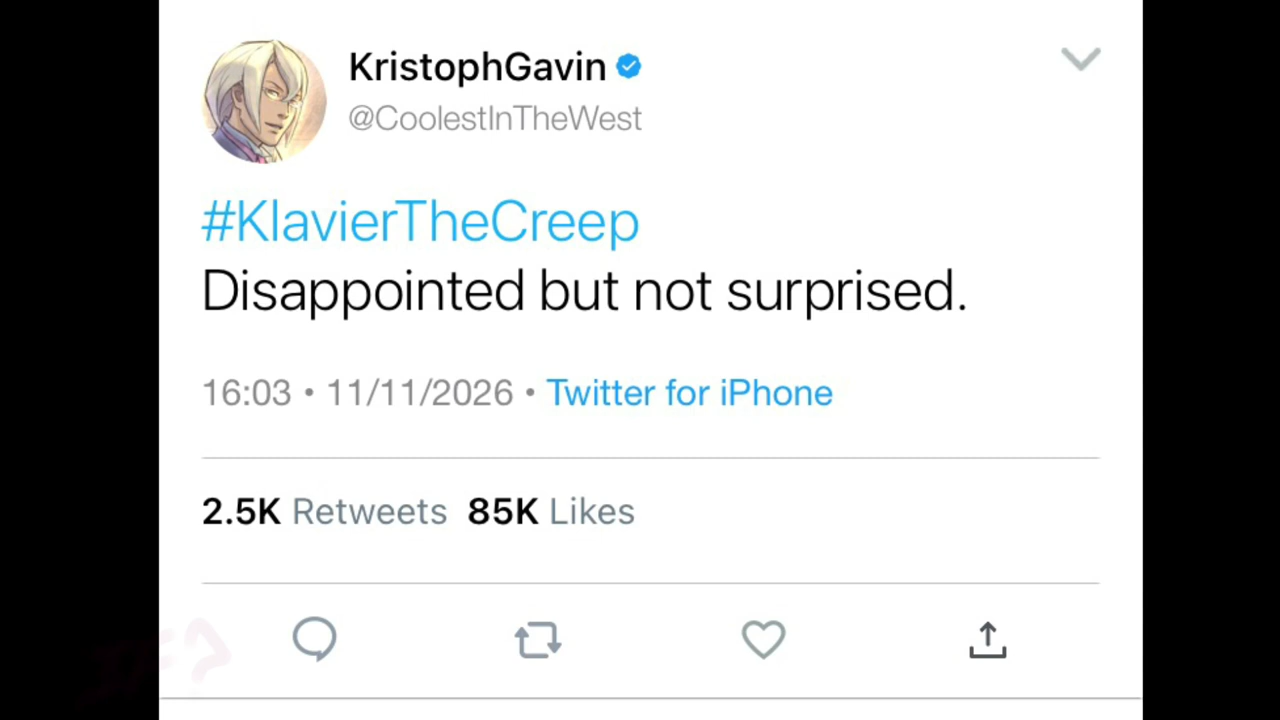 KristophGavin
@CoolestInTheWest
#KlavierTheCreep
Disappointed but not surprised.
16:03 • 11/11/2026 • Twitter for iPhone
2.5K Retweets 85K Likes